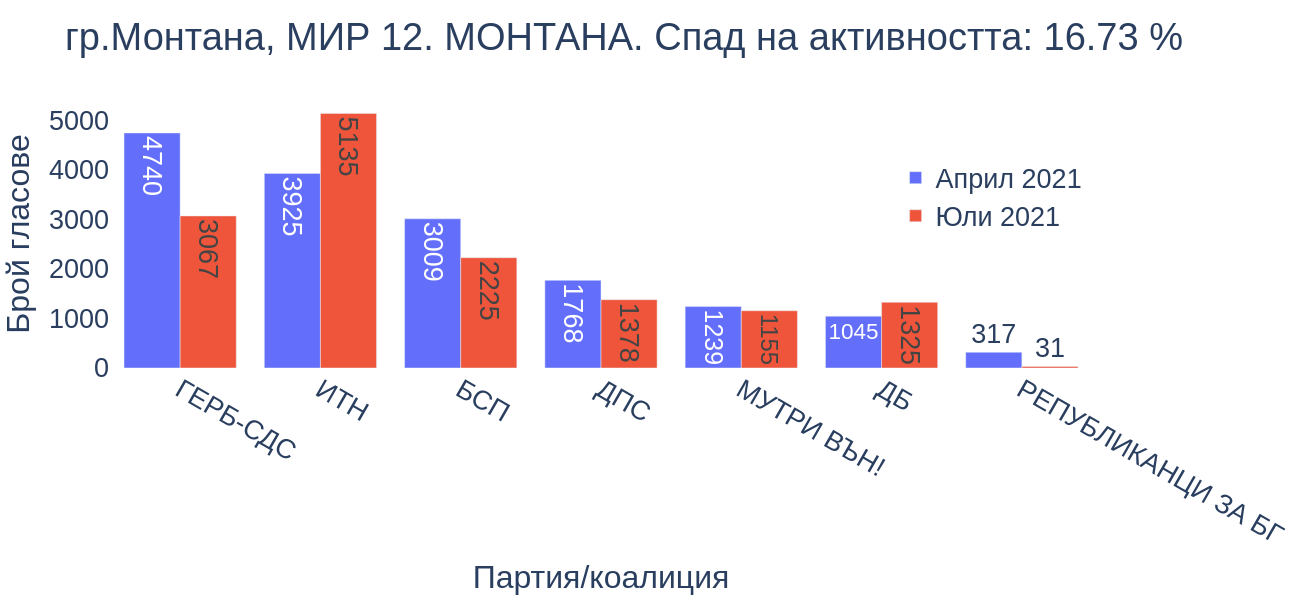 гр.Монтана, МИР 12. МОНТАНА. Спад на активността: 16.73 %
Брой гласове
5000
4000
3000
2000
1000
0
4740
3067
3925
5135
3009
2225
1768
1378
1239
1155
1045
1325
317
31
Април 2021
Юли 2021
ГЕРБ-СДС
ИТН
БСП
ДПС
МУТРИ ВЪН!
ДБ
РЕПУБЛИКАНЦИ ЗА БГ
Партия/коалиция